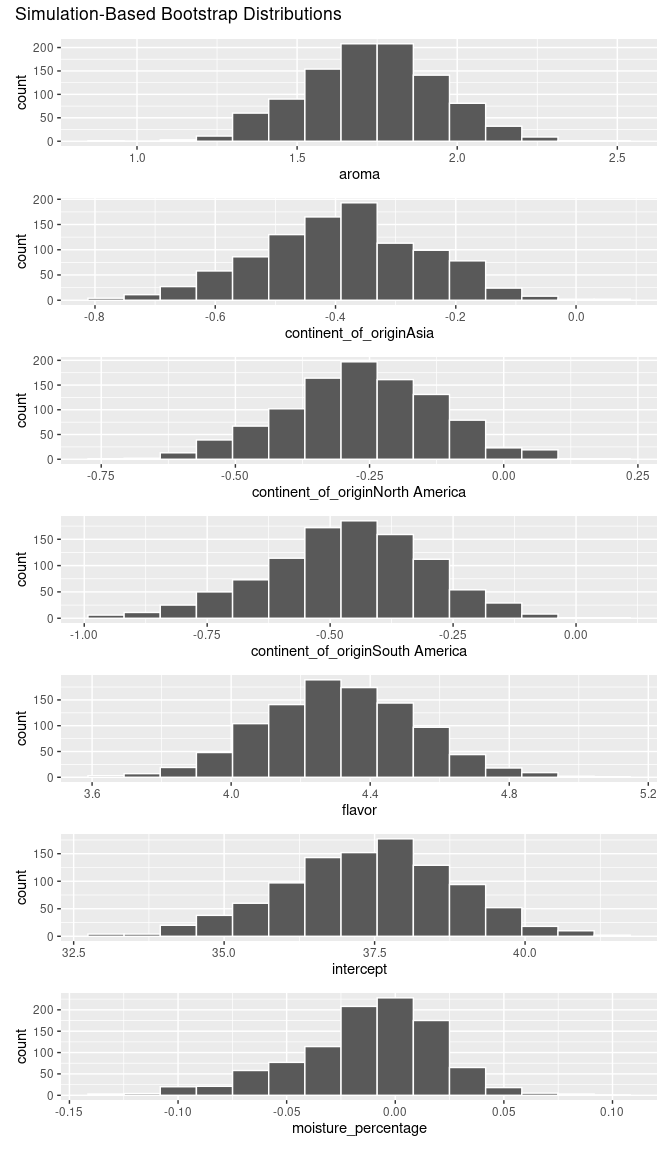 Simulation-Based Bootstrap Distributions
200
150
100
50
0
count
1.0 1.5 2.0 2.5
aroma
200
150
100
50
0
count
-0.8 -0.6 -0.4 -0.2 0.0
continent_of_originAsia
200
150
100
50
0
count
-0.75 -0.50 -0.25 0.00 0.25
continent_of_originNorth America
150
100
50
0
count
-1.00 -0.75 -0.50 -0.25 0.00
continent_of_originSouth America
150
100
50
0
count
3.6 4.0 4.4 4.8 5.2
flavor
150
100
50
0
count
32.5 35.0 37.5 40.0
intercept
200
150
100
50
0
count
-0.15 -0.10 -0.05 0.00 0.05 0.10
moisture_percentage